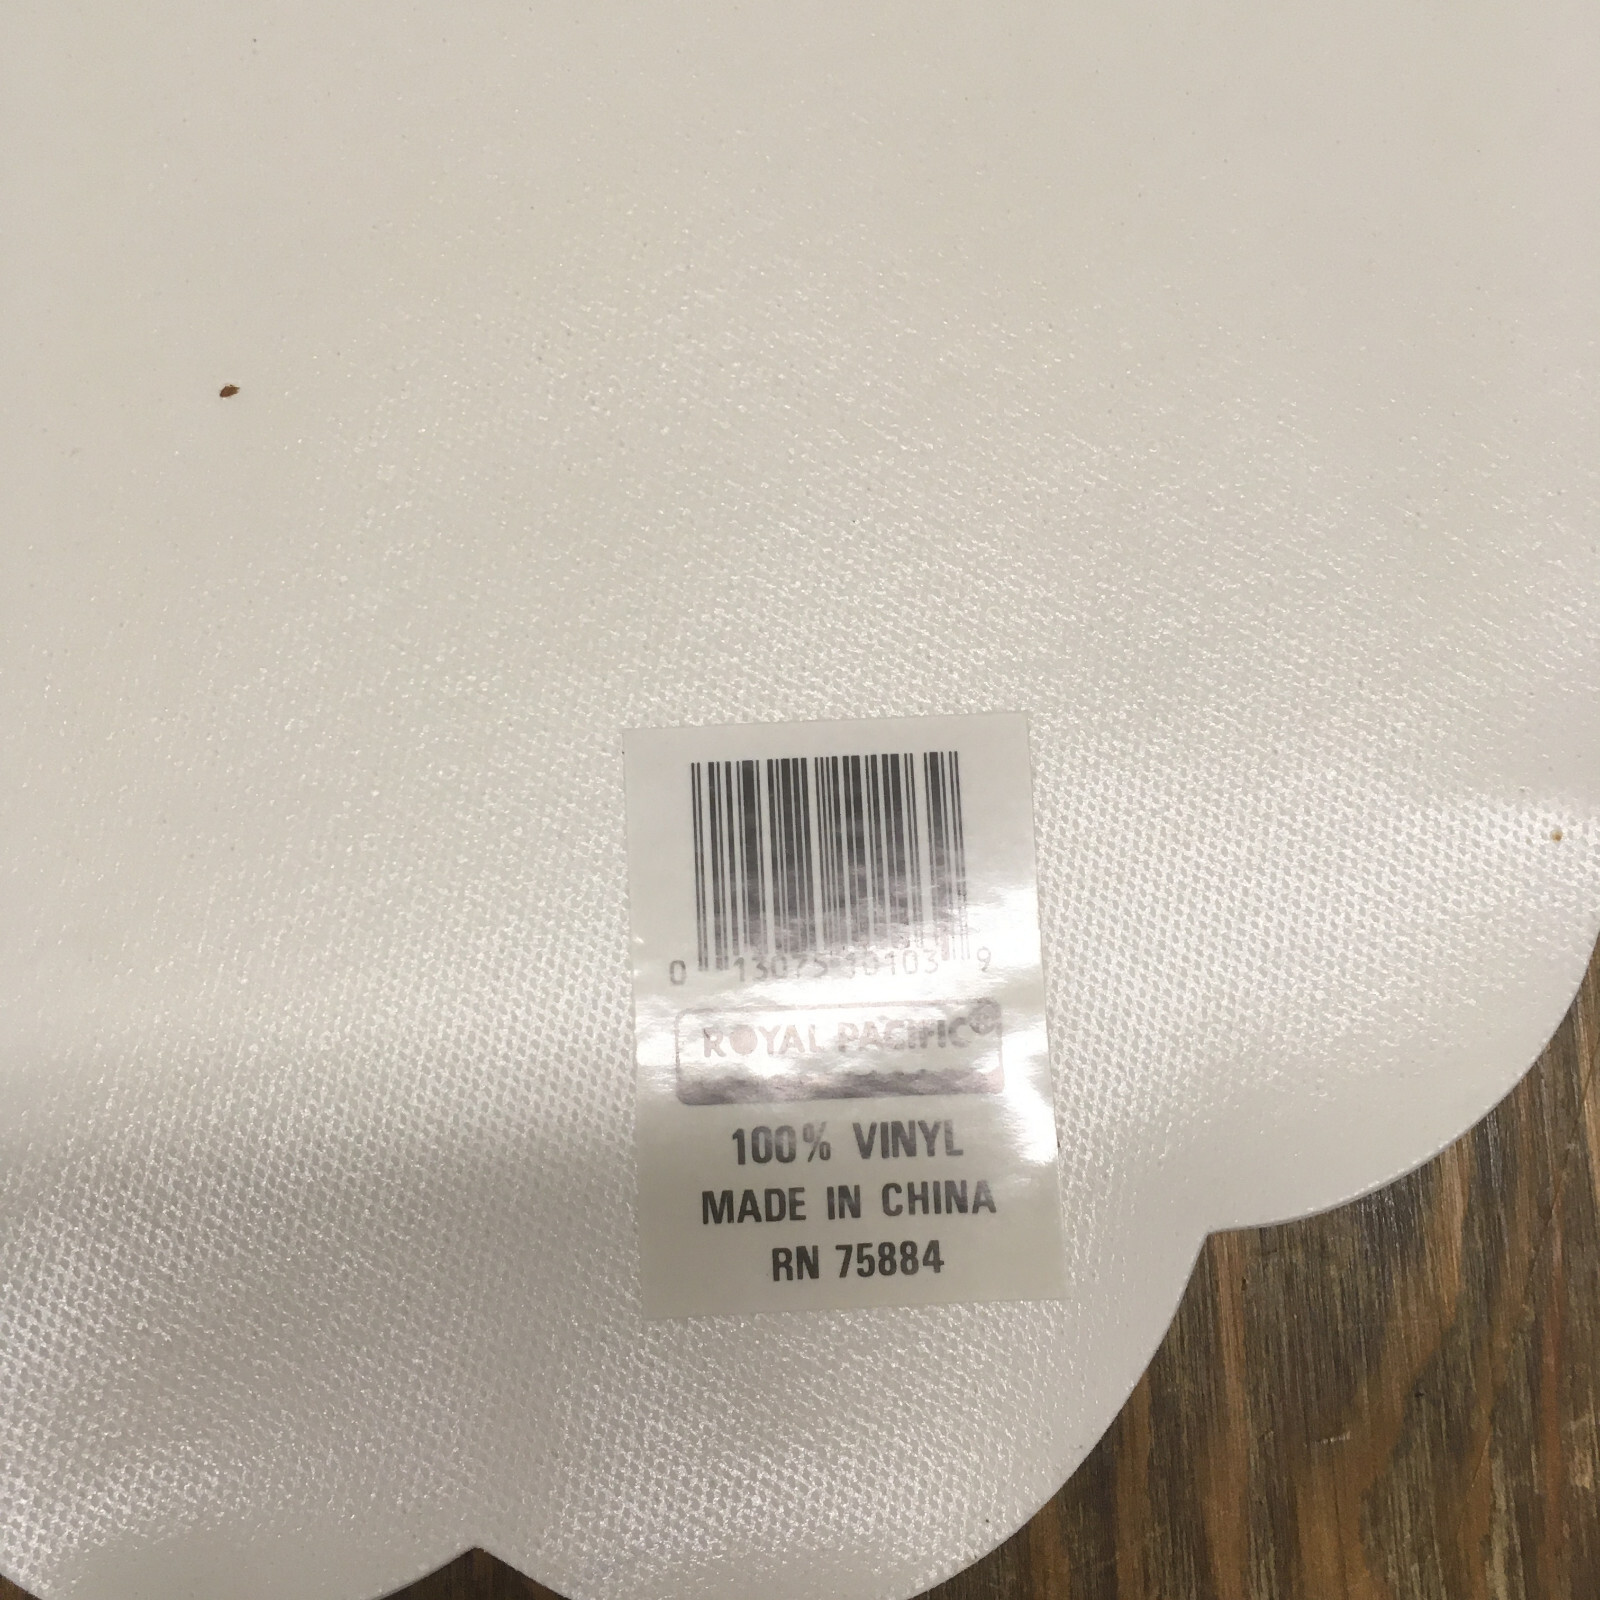 0 13075 10103 9
ROYAL PACIFIC®
100% VINYL
MADE IN CHINA
RN 75884